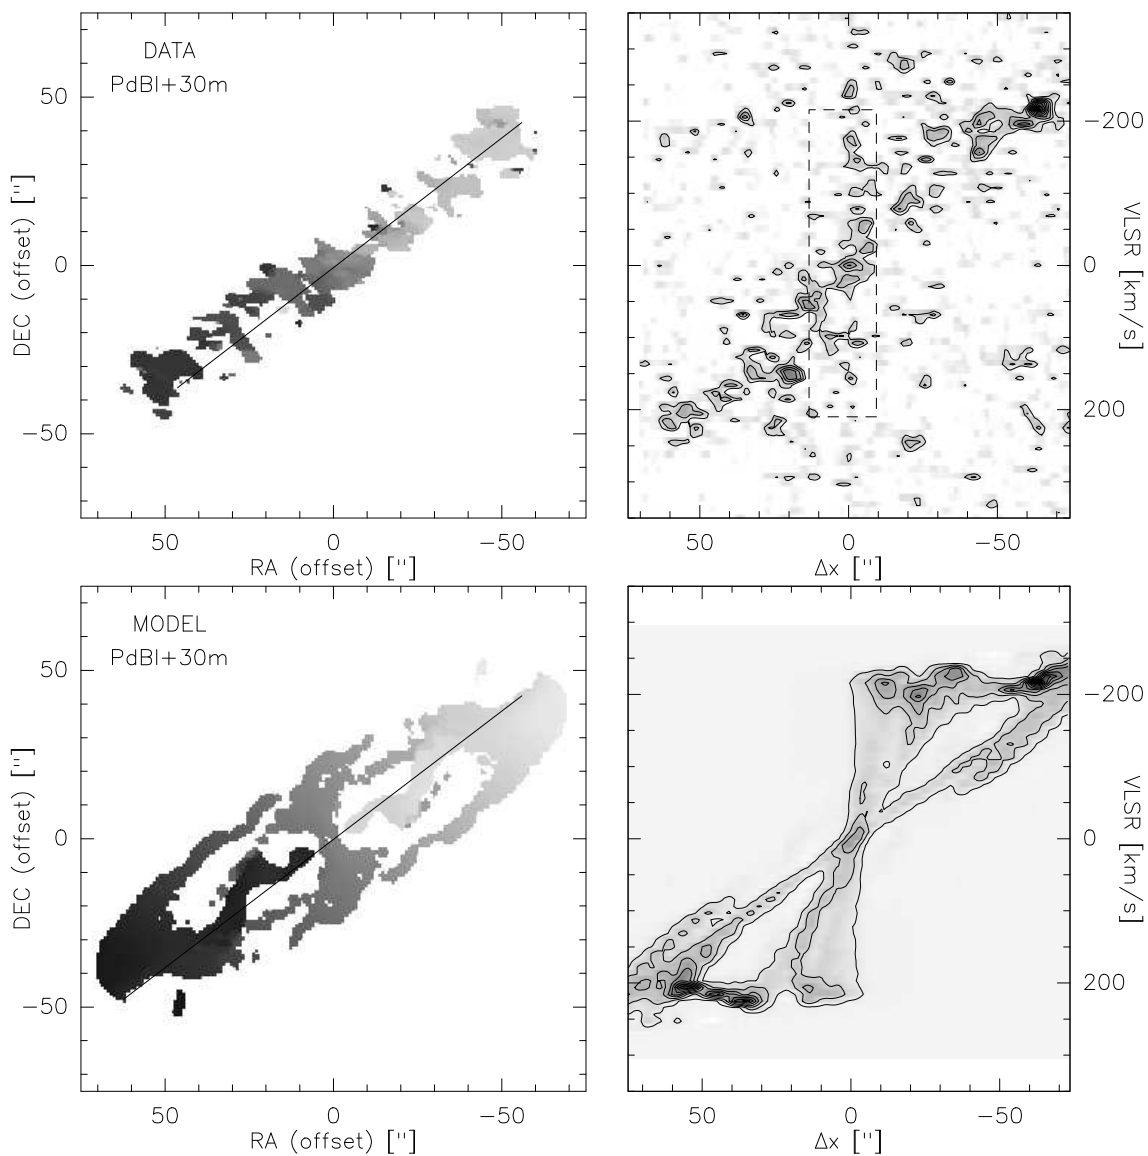 DATA
PdBI+30m
50
0
−50
DEC (offset) ["]
50
0
−50
RA (offset) ["]
−200
0
200
VLSR [km/s]
50
0
−50
Δx ["]
MODEL
PdBI+30m
50
0
−50
DEC (offset) ["]
50
0
−50
RA (offset) ["]
−200
0
200
VLSR [km/s]
50
0
−50
Δx ["]